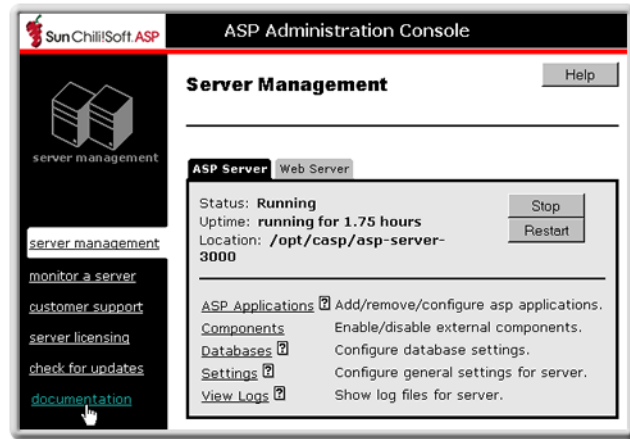 Sun Chili!Soft.ASP
ASP Administration Console
server management
server management
monitor a server
customer support
server licensing
check for updates
documentation
Server Management
Help
ASP Server
Web Server
Status: Running
Uptime: running for 1.75 hours
Location: /opt/casp/asp-server-
3000
Stop
Restart
ASP Applications ? Add/remove/configure asp applications.
Components Enable/disable external components.
Databases ? Configure database settings.
Settings ? Configure general settings for server.
View Logs ? Show log files for server.